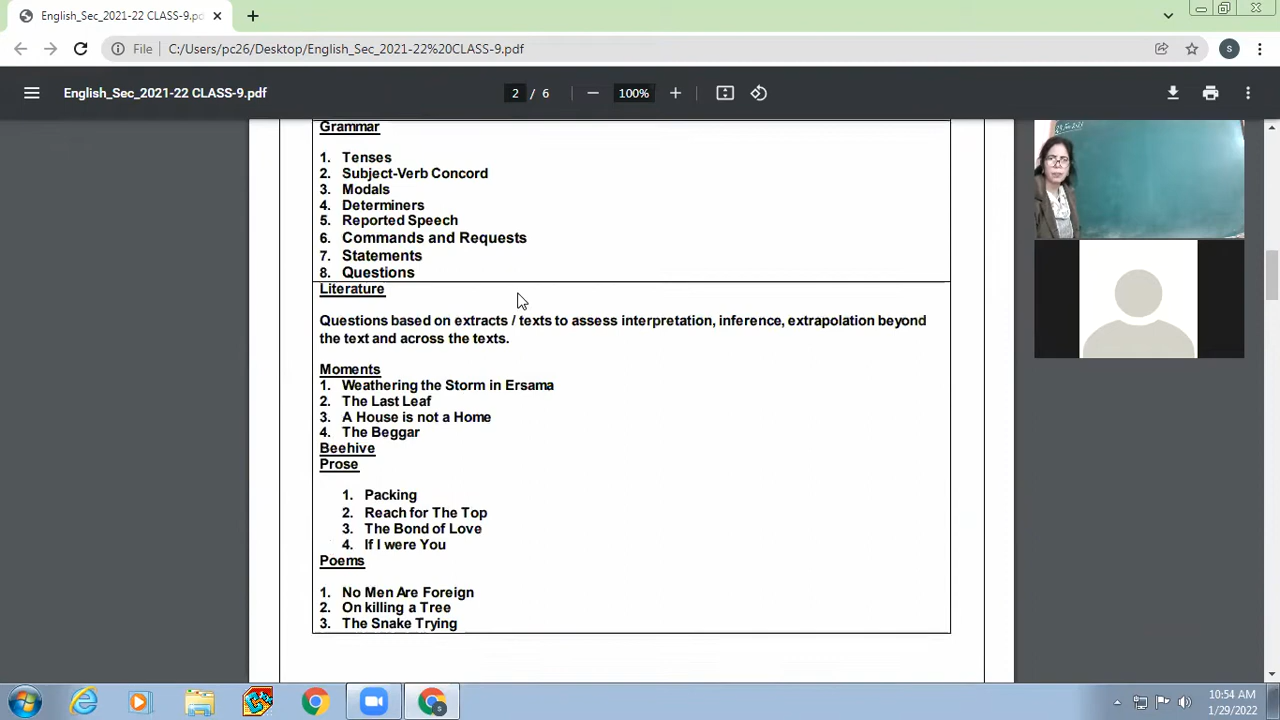 English_Sec_2021-22 CLASS-9.pd
File
C:/Users/pc26/Desktop/English_Sec_2021-22%20CLASS-9.pdf
S
English_Sec_2021-22 CLASS-9.pdf
2 / 6
100%
Grammar
1. Tenses
2. Subject-Verb Concord
3. Modals
4. Determiners
5. Reported Speech
6. Commands and Requests
7. Statements
8. Questions
Literature
Questions based on extracts / texts to assess interpretation, inference, extrapolation beyond
the text and across the texts.
Moments
1. Weathering the Storm in Ersama
2. The Last Leaf
3. A House is not a Home
4. The Beggar
Beehive
Prose
1. Packing
2. Reach for The Top
3. The Bond of Love
4. If I were You
Poems
1. No Men Are Foreign
2. On killing a Tree
3. The Snake Trying
10:54 AM
1/29/2022